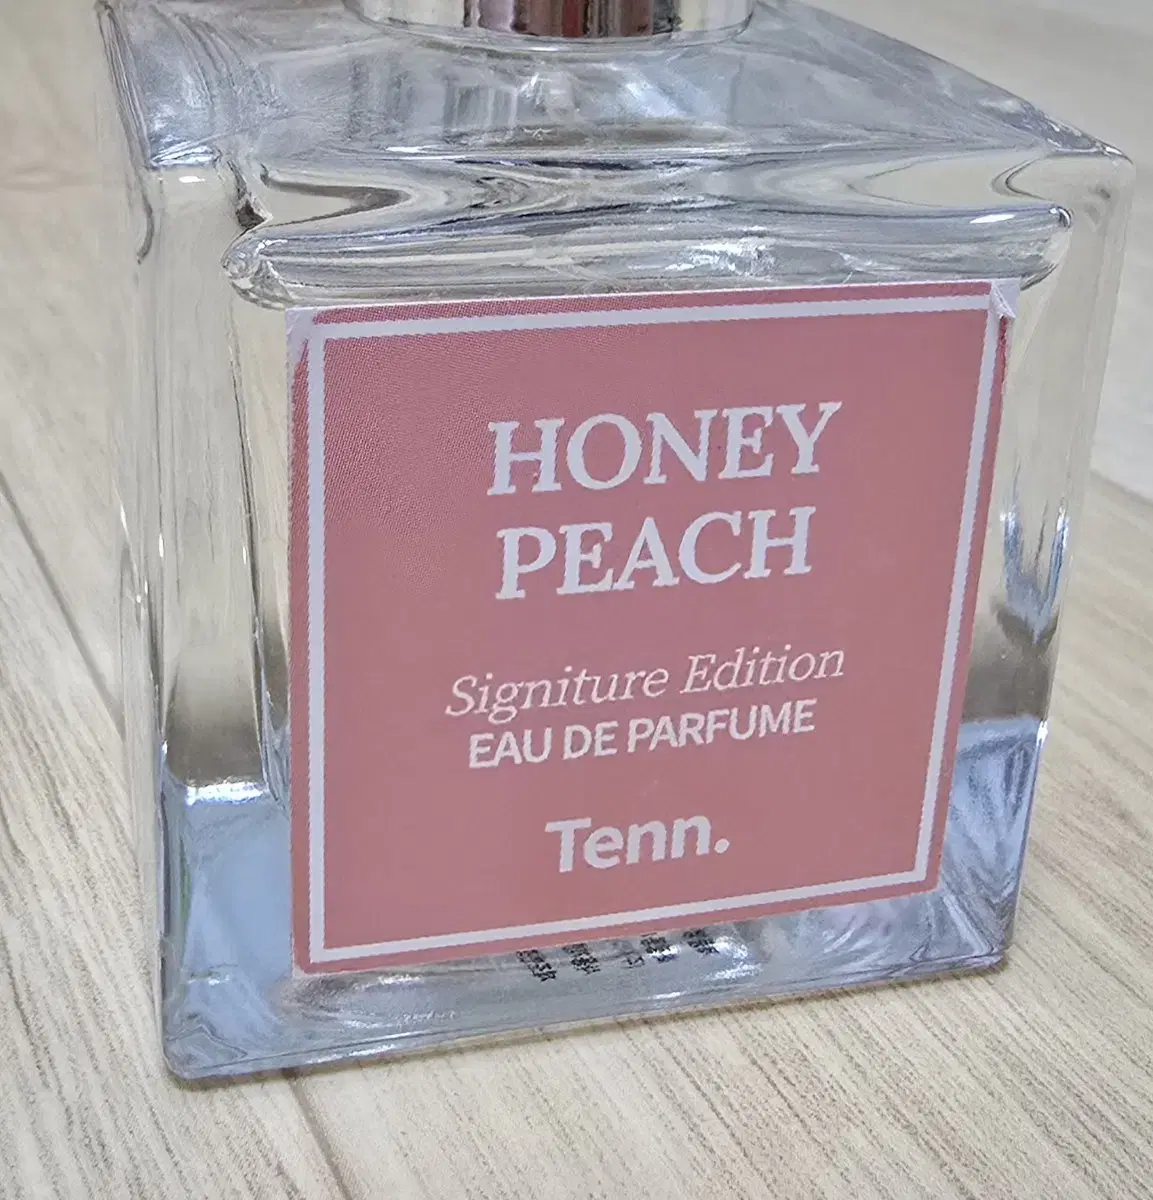 HONEY
PEACH
Signiture Edition
EAU DE PARFUME
Tenn.